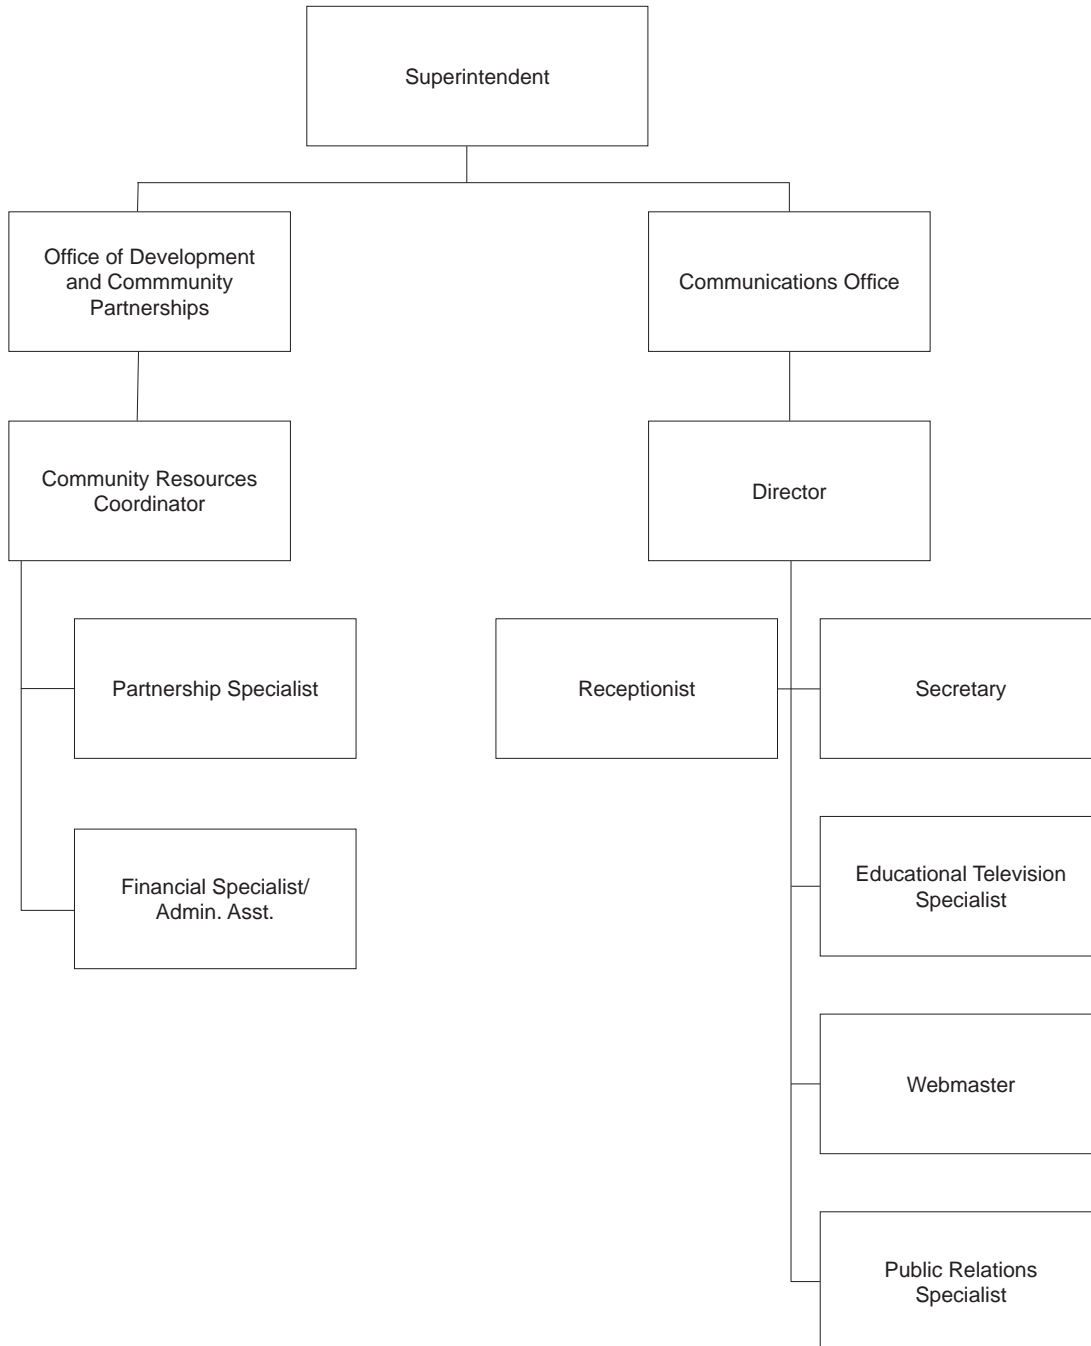 Superintendent
Office of Development
and Commmunity
Partnerships
Communications Office
Community Resources
Coordinator
Director
Partnership Specialist
Receptionist
Secretary
Financial Specialist/
Admin. Asst.
Educational Television
Specialist
Webmaster
Public Relations
Specialist